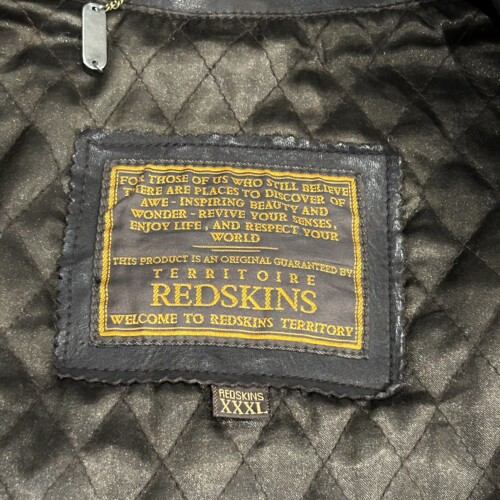 FOR THOSE OF US WHO STILL BELIEVE
THERE ARE PLACES TO DISCOVER OF
AWE - INSPIRING BEAUTY AND
WONDER - REVIVE YOUR SENSES,
ENJOY LIFE, AND RESPECT YOUR
WORLD
THIS PRODUCT IS AN ORIGINAL GUARANTEED BY
TERRITOIRE
REDSKINS
WELCOME TO REDSKINS TERRITORY
REDSKINS
XXXL